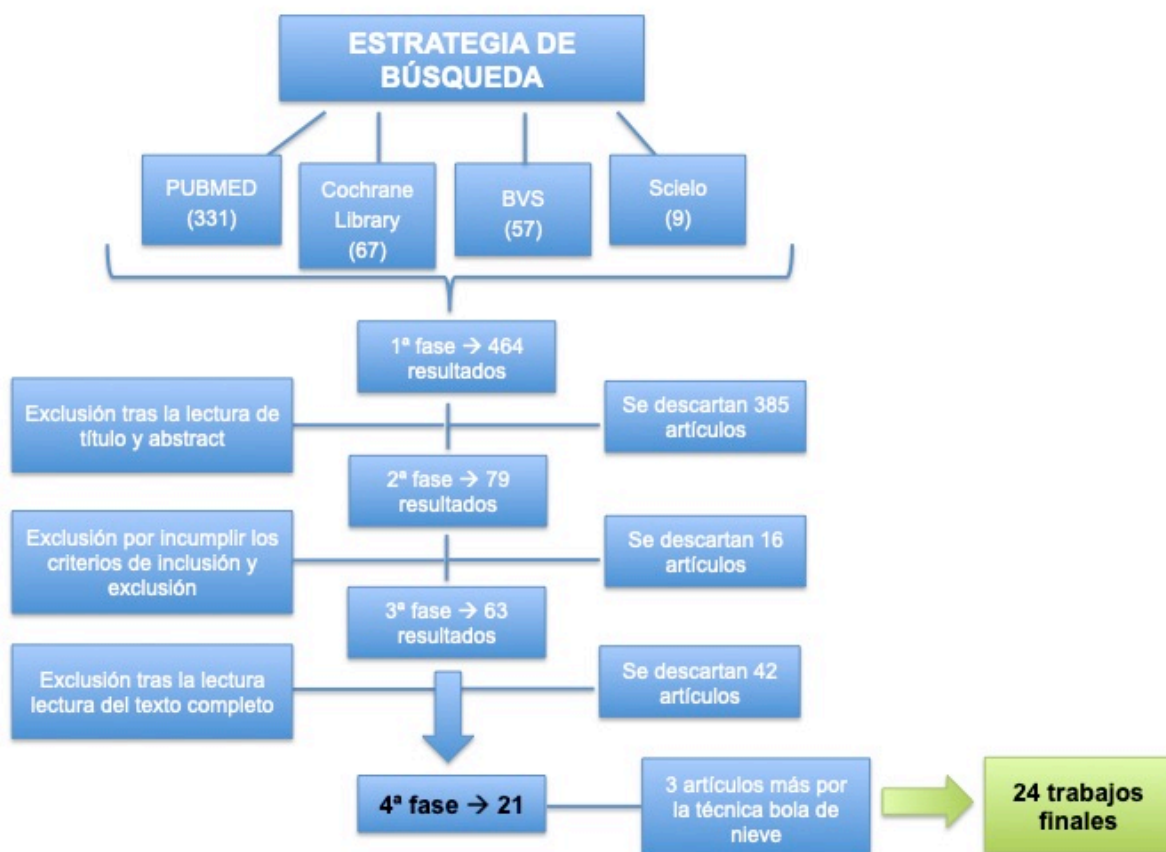 ESTRATEGIA DE
BÚSQUEDA
PUBMED
(331)
Cochrane
Library
(67)
BVS
(57)
Scielo
(9)
1ª fase → 464
resultados
Exclusión tras la lectura de
título y abstract
Se descartan 385
artículos
2ª fase → 79
resultados
Exclusión por incumplir los
criterios de inclusión y
exclusión
Se descartan 16
artículos
3ª fase → 63
resultados
Exclusión tras la lectura
lectura del texto completo
Se descartan 42
artículos
4ª fase → 21
3 artículos más por
la técnica bola de
nieve
24 trabajos
finales